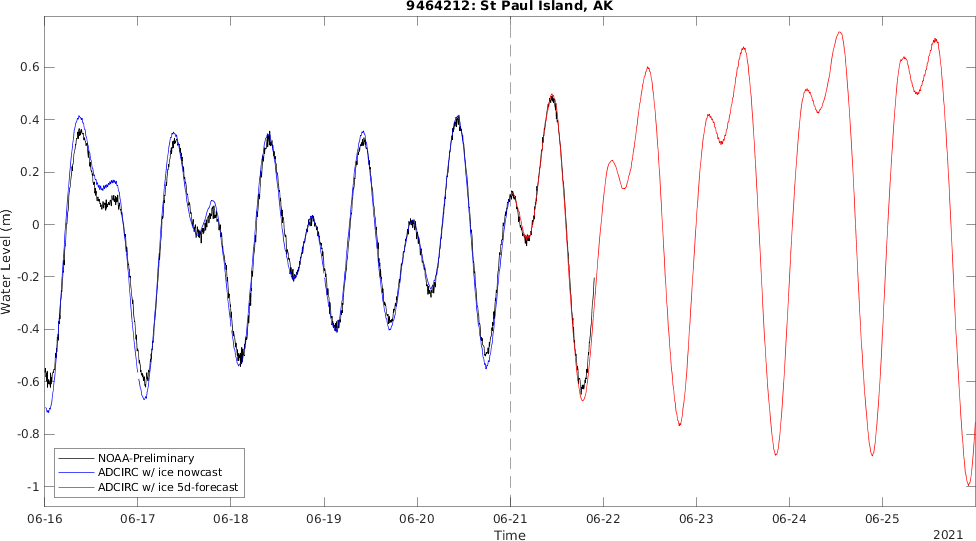 9464212: St Paul Island, AK
Water Level (m)
0.6
0.4
0.2
0
-0.2
-0.4
-0.6
-0.8
-1
NOAA-Preliminary
ADCIRC w/ ice nowcast
ADCIRC w/ ice 5d-forecast
06-16 06-17 06-18 06-19 06-20 06-21 06-22 06-23 06-24 06-25
Time
2021